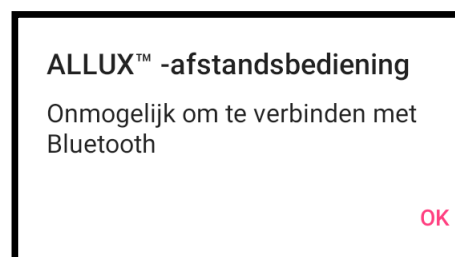 ALLUX™ -afstandsbediening
Onmogelijk om te verbinden met
Bluetooth
OK